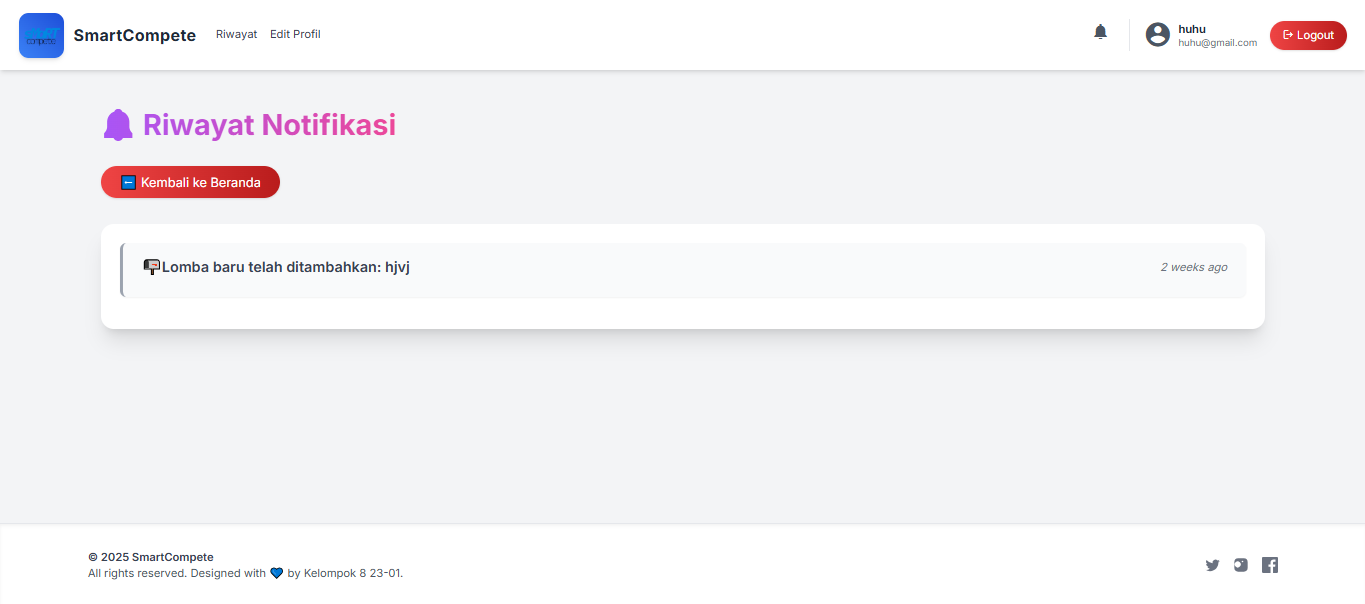 SmartCompete
Riwayat
Edit Profil
huhu
huhu@gmail.com
Logout
Riwayat Notifikasi
Kembali ke Beranda
Lomba baru telah ditambahkan: hjvj
2 weeks ago
© 2025 SmartCompete
All rights reserved. Designed with 💙 by Kelompok 8 23-01.